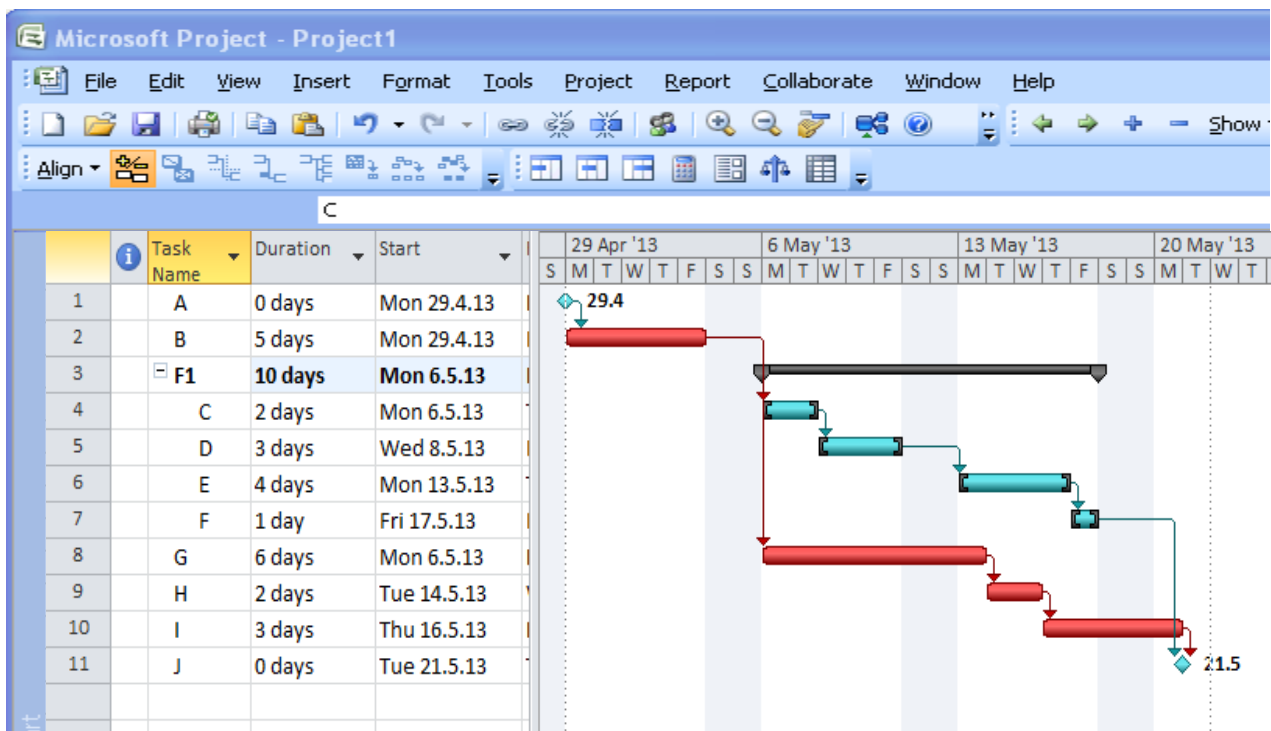 Microsoft Project - Project1
File Edit View Insert Format Tools Project Report Collaborate Window Help
Show
Align
C
Task Name Duration Start 29 Apr '13 6 May '13 13 May '13 20 May '13
S M T W T F S S M T W T F S S M T W T F S S M T W T
1 A 0 days Mon 29.4.13 29.4
2 B 5 days Mon 29.4.13
3 F1 10 days Mon 6.5.13
4 C 2 days Mon 6.5.13
5 D 3 days Wed 8.5.13
6 E 4 days Mon 13.5.13
7 F 1 day Fri 17.5.13
8 G 6 days Mon 6.5.13
9 H 2 days Tue 14.5.13
10 I 3 days Thu 16.5.13
11 J 0 days Tue 21.5.13 21.5